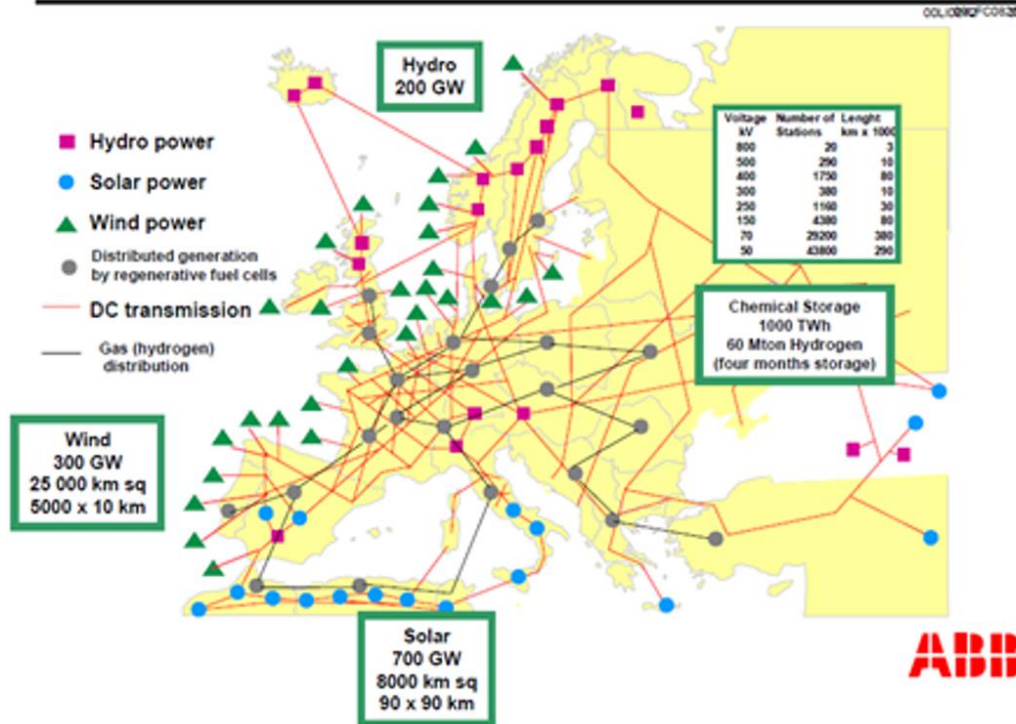 Hydro
200 GW
Hydro power
Solar power
Wind power
Distributed generation
by regenerative fuel cells
DC transmission
Gas (hydrogen)
distribution
Voltage Number of Lenght
kV Stations km x 1000
800 20 3
500 290 10
400 1750 80
300 380 10
250 1160 30
150 4380 80
70 29200 380
50 43800 290
Chemical Storage
1000 TWh
60 Mton Hydrogen
(four months storage)
Wind
300 GW
25 000 km sq
5000 x 10 km
Solar
700 GW
8000 km sq
90 x 90 km
ABB